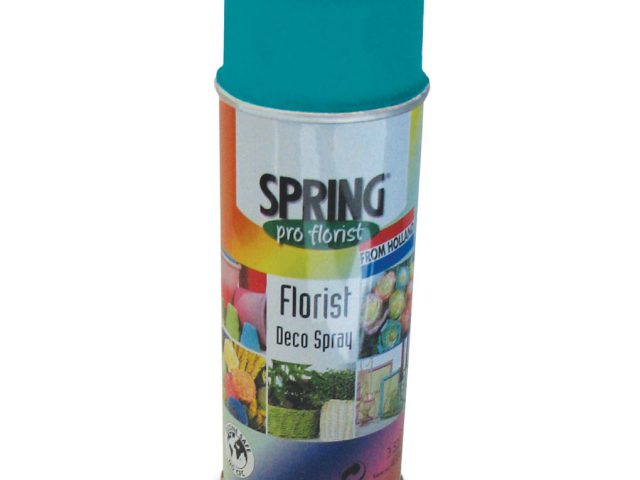 SPRING
pro florist
FROM HOLLAND
Florist
Deco Spray